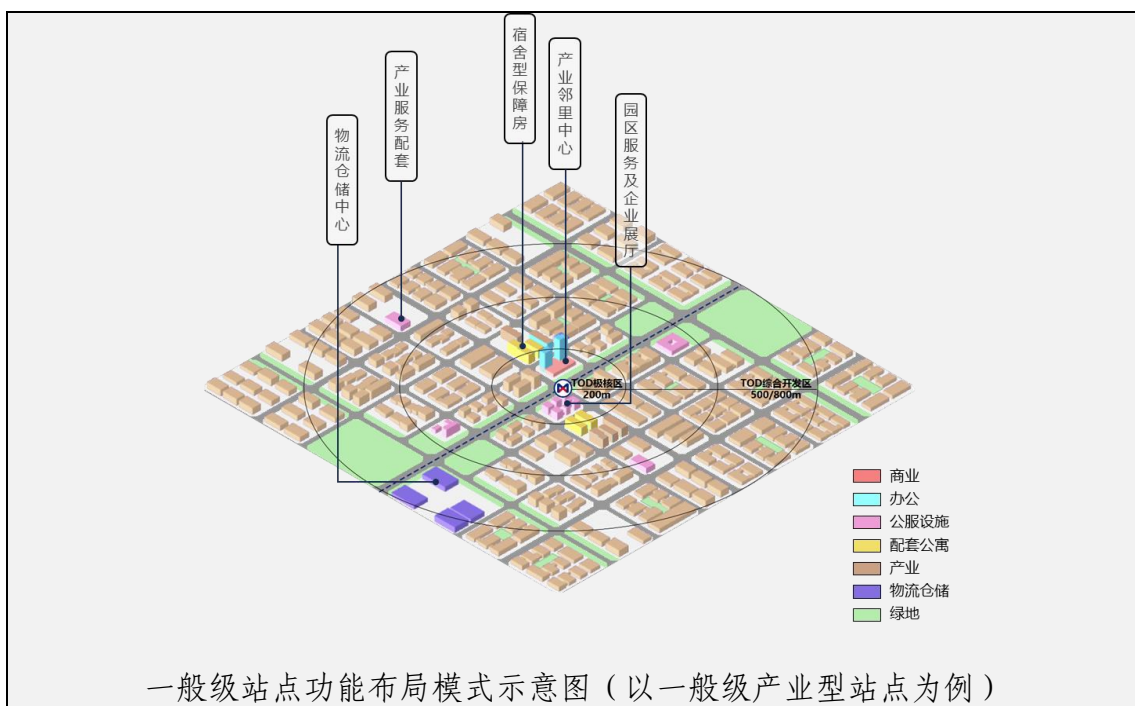 宿舍型保障房
产业邻里中心
产业服务配套
园区服务及企业展厅
物流仓储中心
TOD极核区
200m
TOD综合开发区
500/800m
商业
办公
公服设施
配套公寓
产业
物流仓储
绿地
一般级站点功能布局模式示意图（以一般级产业型站点为例）